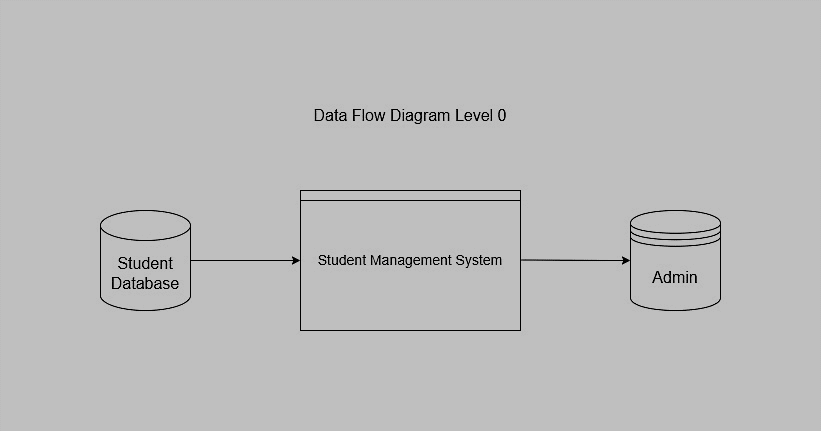 Data Flow Diagram Level 0
Student
Database
Student Management System
Admin